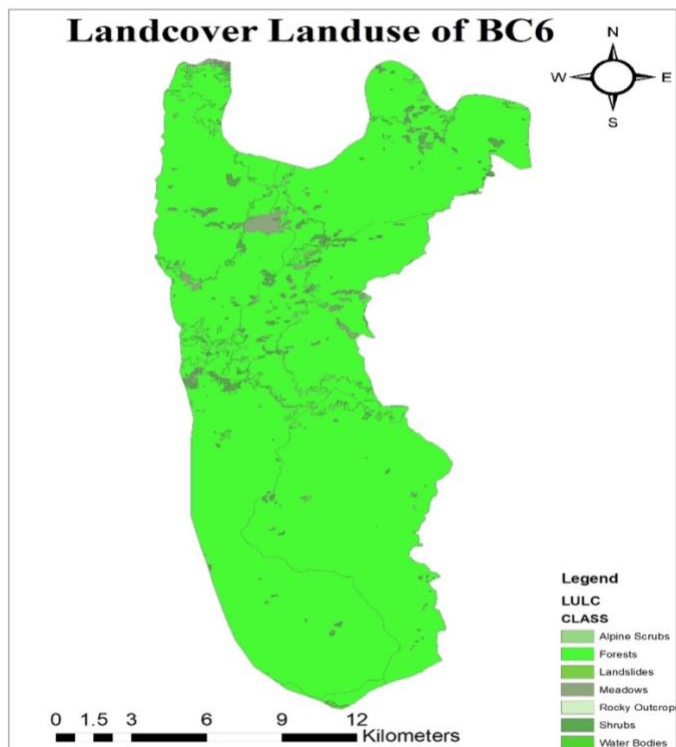 Landcover Landuse of BC6
N
W E
S
Legend
LULC
CLASS
Alpine Scrubs
Forests
Landslides
Meadows
Rocky Outcrops
Shrubs
Water Bodies
0 1.5 3 6 9 12
Kilometers